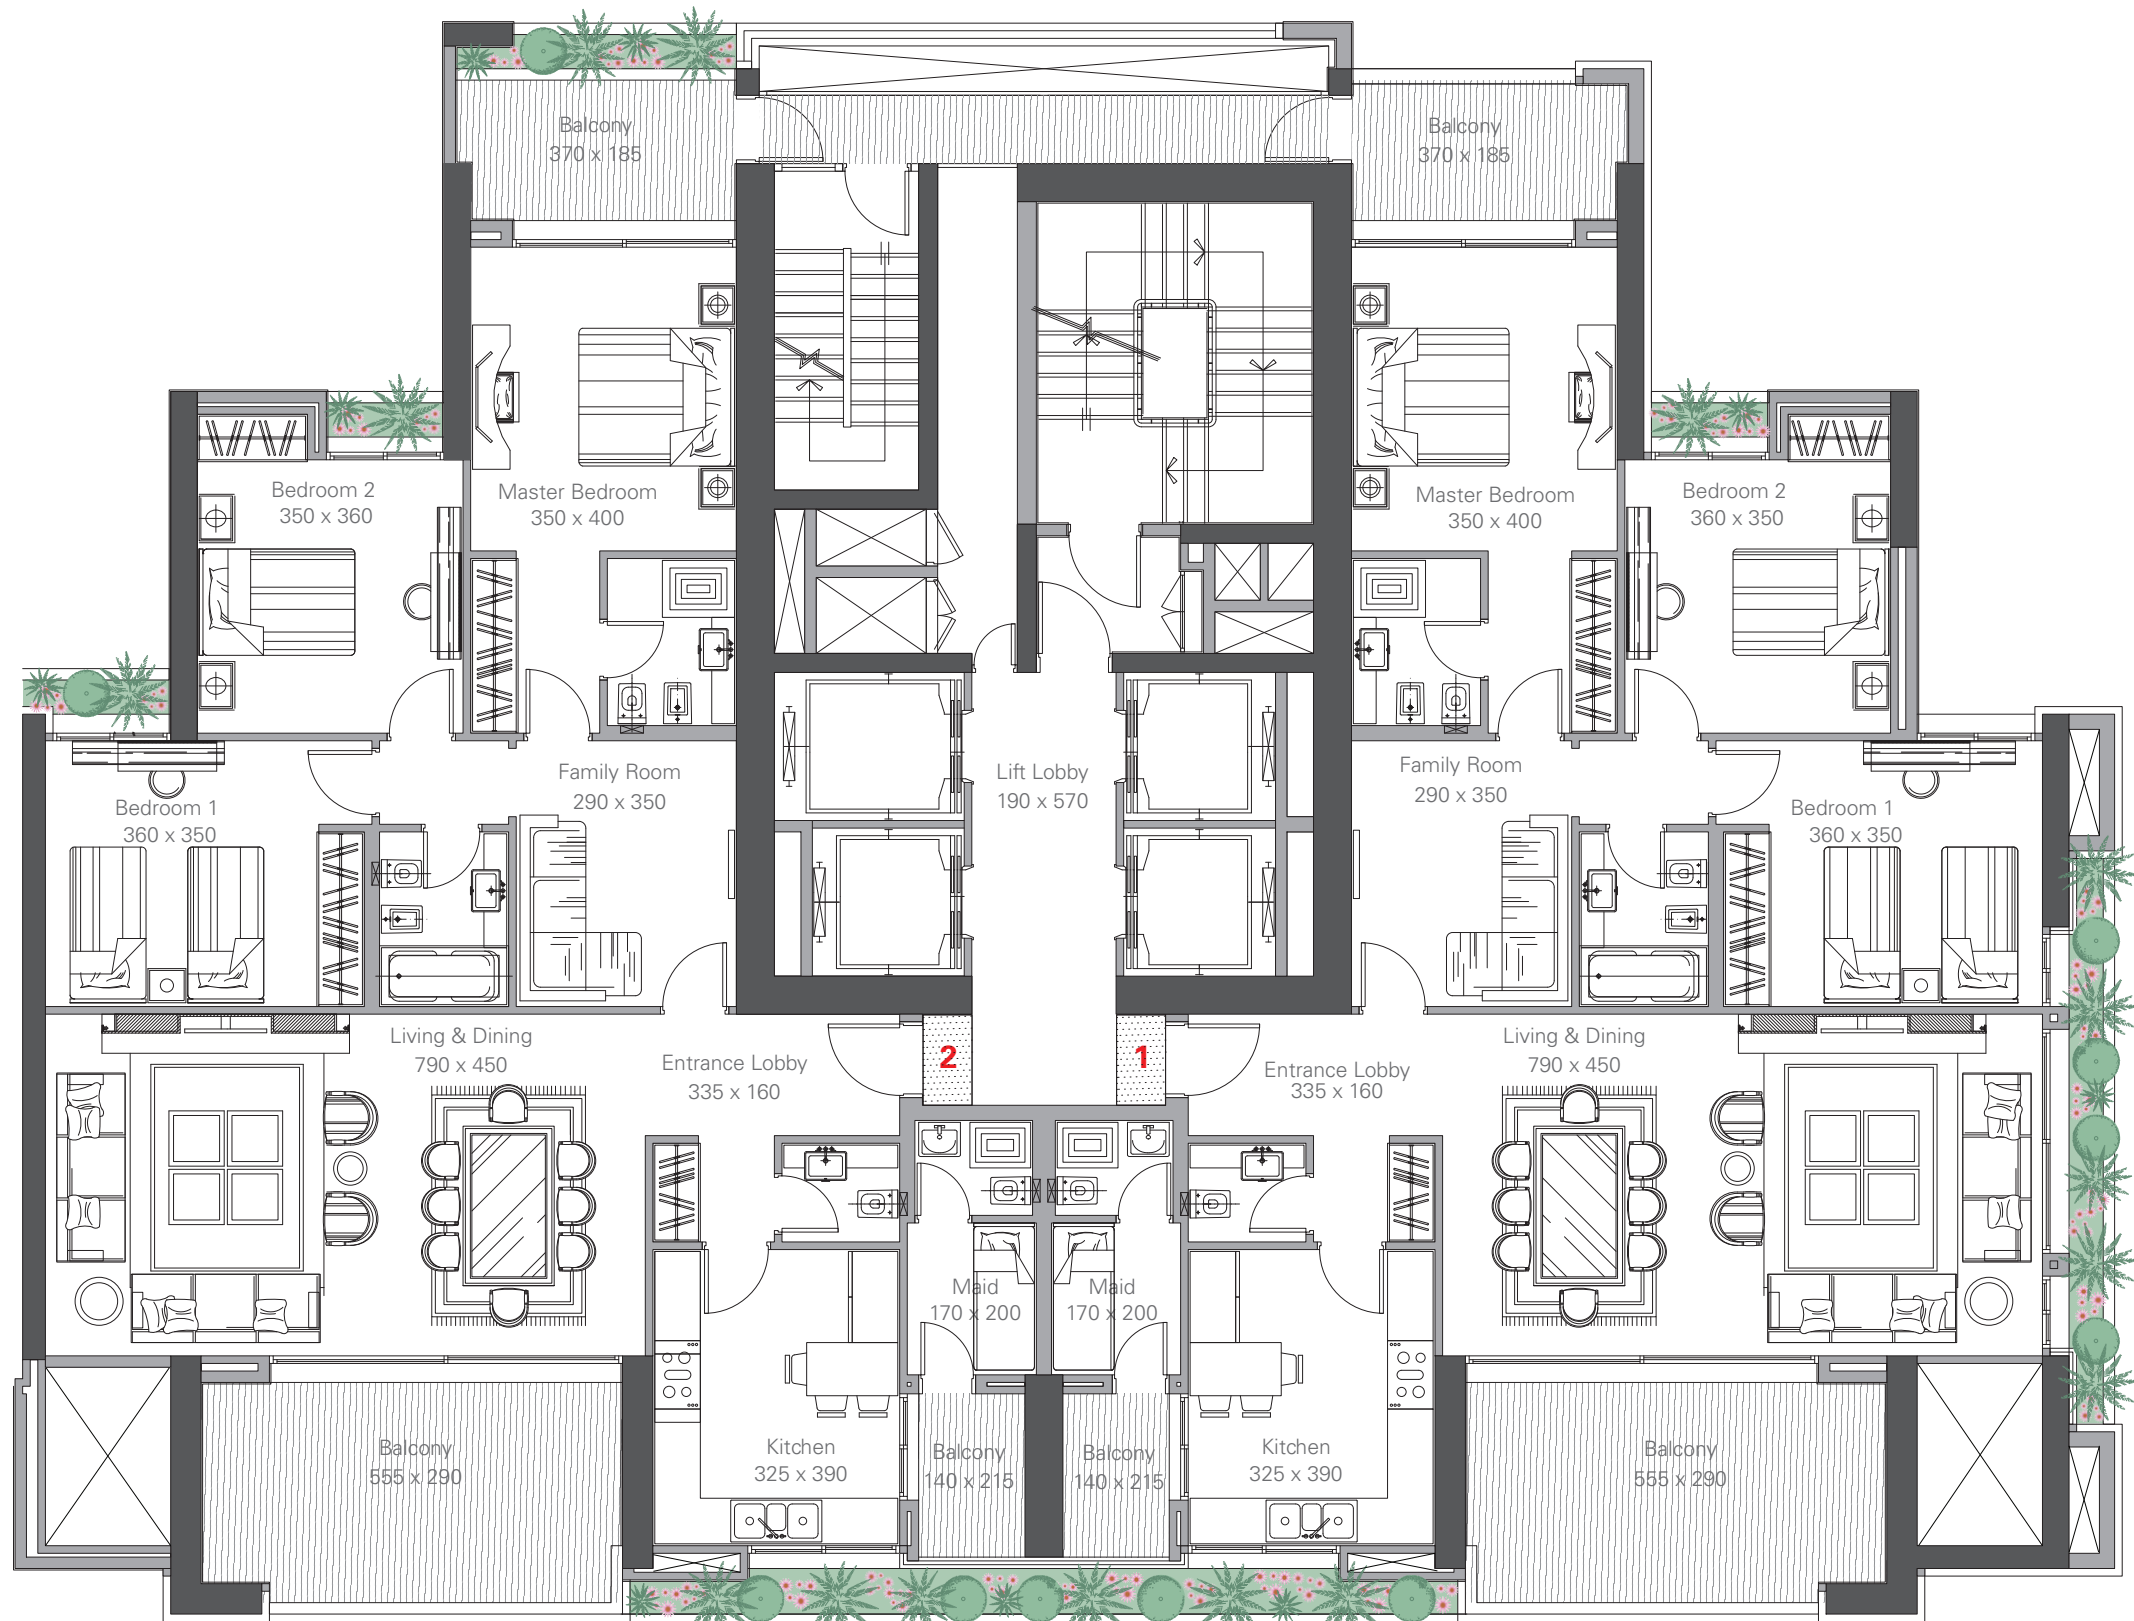 Balcony
370 x 185
Balcony
370 x 185
Bedroom 2
350 x 360
Master Bedroom
350 x 400
Master Bedroom
350 x 400
Bedroom 2
360 x 350
Family Room
290 x 350
Lift Lobby
190 x 570
Family Room
290 x 350
Bedroom 1
360 x 350
Bedroom 1
360 x 350
Living & Dining
790 x 450
Entrance Lobby
335 x 160
2
1
Entrance Lobby
335 x 160
Living & Dining
790 x 450
Maid
170 x 200
Maid
170 x 200
Balcony
555 x 290
Kitchen
325 x 390
Balcony
140 x 215
Balcony
140 x 215
Kitchen
325 x 390
Balcony
555 x 290